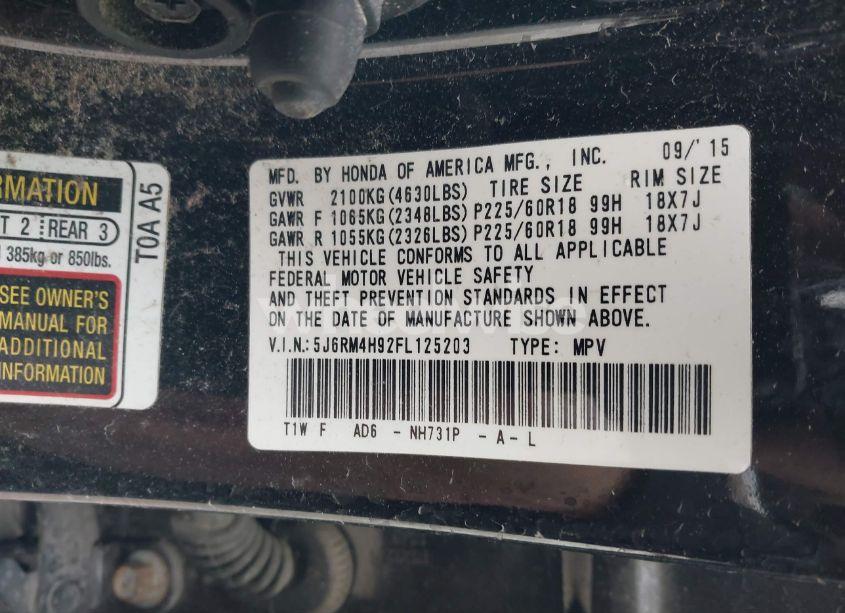 RMATION
T 2 REAR 3
385kg or 850lbs.
SEE OWNER'S
MANUAL FOR
ADDITIONAL
INFORMATION
T0A A5
MFD. BY HONDA OF AMERICA MFG., INC. 09/'15
GVWR 2100KG(4630LBS) TIRE SIZE RIM SIZE
GAWR F 1065KG(2348LBS) P225/60R18 99H 18X7J
GAWR R 1055KG(2326LBS) P225/60R18 99H 18X7J
THIS VEHICLE CONFORMS TO ALL APPLICABLE
FEDERAL MOTOR VEHICLE SAFETY
AND THEFT PREVENTION STANDARDS IN EFFECT
ON THE DATE OF MANUFACTURE SHOWN ABOVE.
V.I.N.:5J6RM4H92FL125203 TYPE: MPV
T1W F AD6 - NH731P - A - L